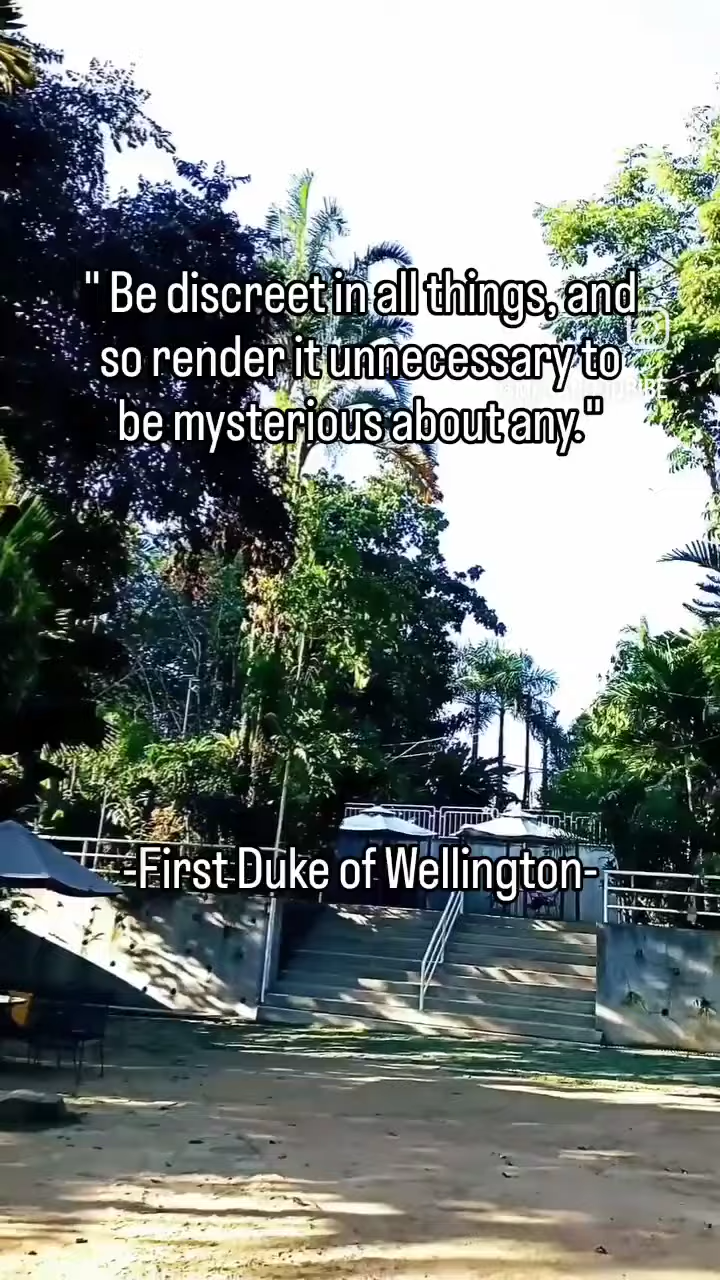 " Be discreet in all things, and
so render it unnecessary to
be mysterious about any."
-First Duke of Wellington-